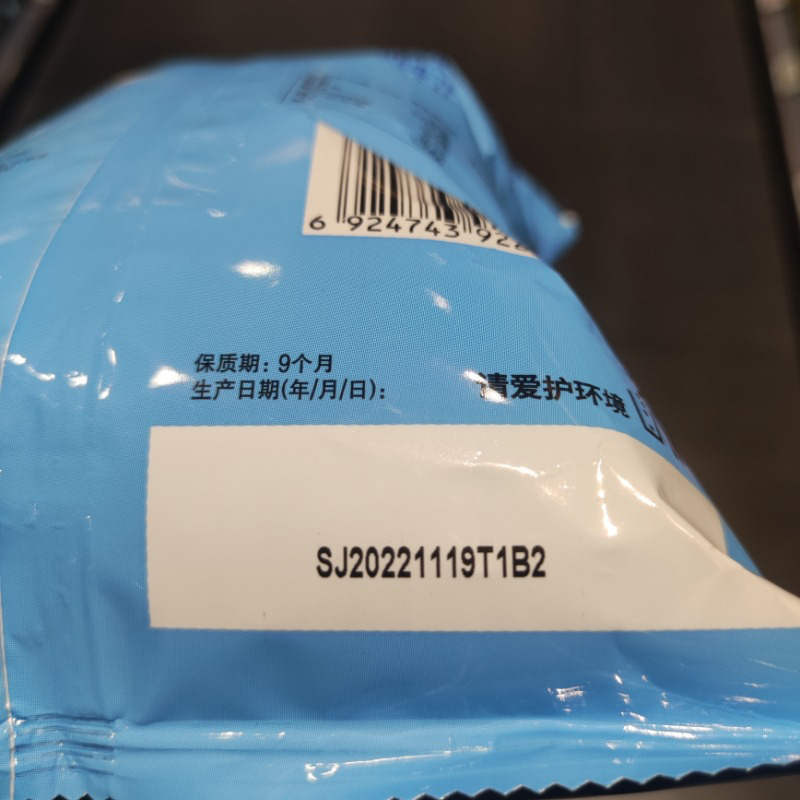 6 924743 922
保质期：9个月
生产日期(年/月/日)：
请爱护环境
SJ20221119T1B2